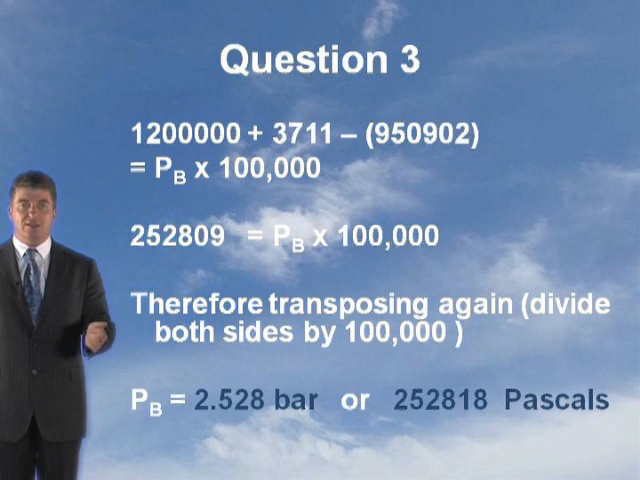 Question 3
1200000 + 3711 – (950902)
= PB x 100,000
252809 = PB x 100,000
Therefore transposing again (divide
both sides by 100,000 )
PB = 2.528 bar or 252818 Pascals